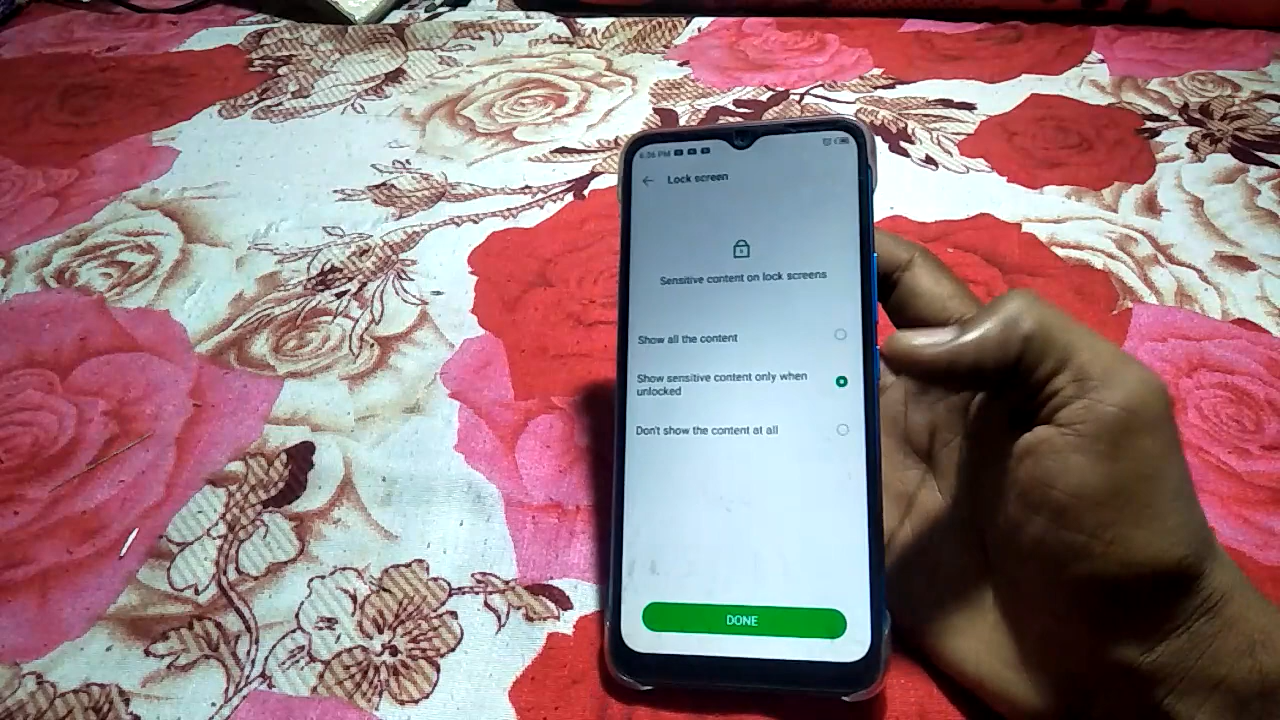 6:06 PM
Lock screen
Sensitive content on lock screens
Show all the content
Show sensitive content only when
unlocked
Don't show the content at all
DONE